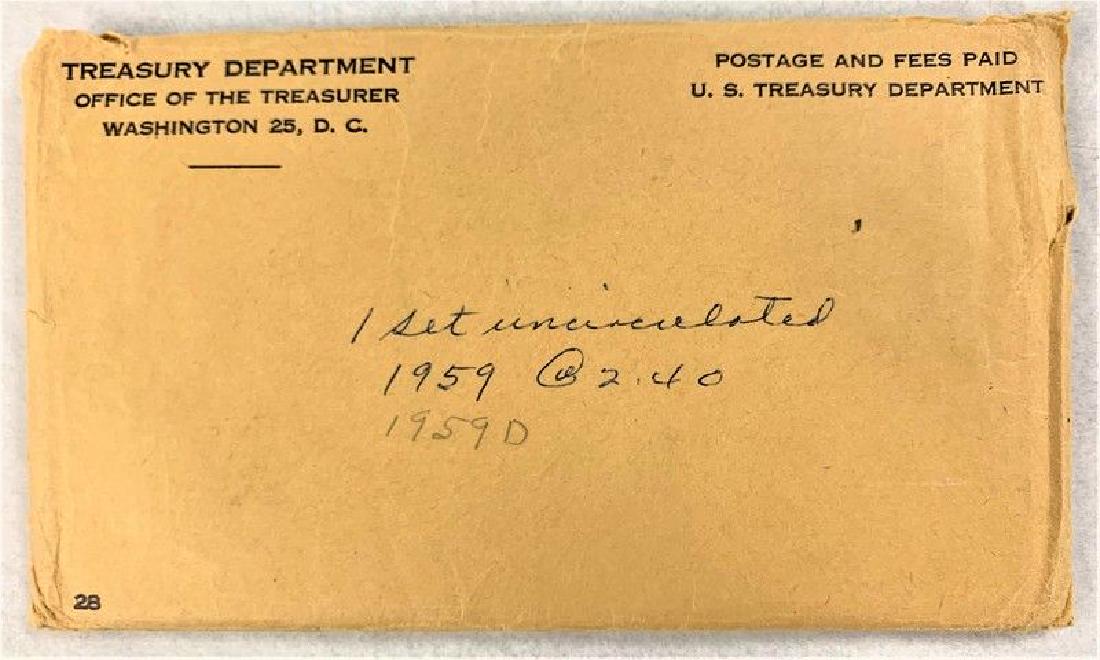 TREASURY DEPARTMENT
OFFICE OF THE TREASURER
WASHINGTON 25, D. C.
POSTAGE AND FEES PAID
U. S. TREASURY DEPARTMENT
1 set uncirculated
1959 @ 2.40
1959 D
28